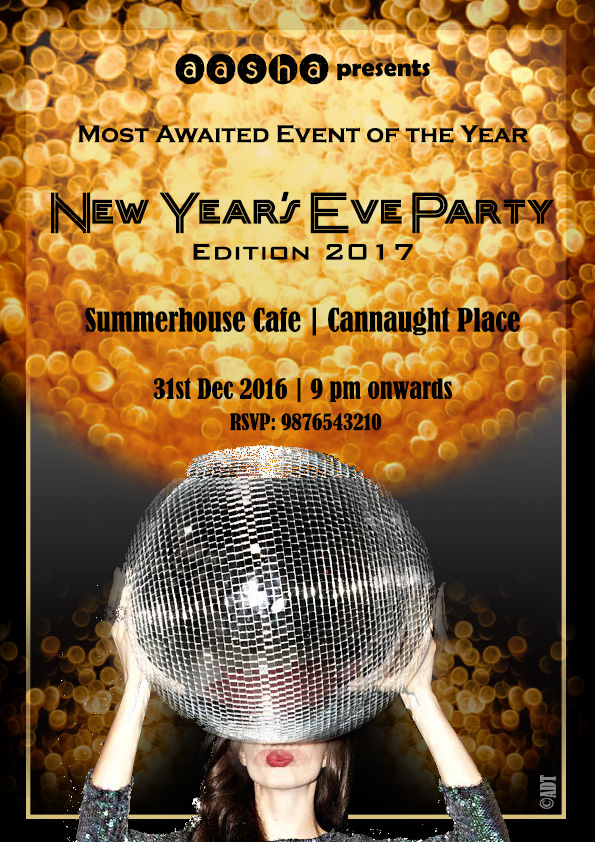 aasha presents
Most Awaited Event of the Year
New Year's Eve Party
Edition 2017
Summerhouse Cafe | Cannaught Place
31st Dec 2016 | 9 pm onwards
RSVP: 9876543210
©ADT